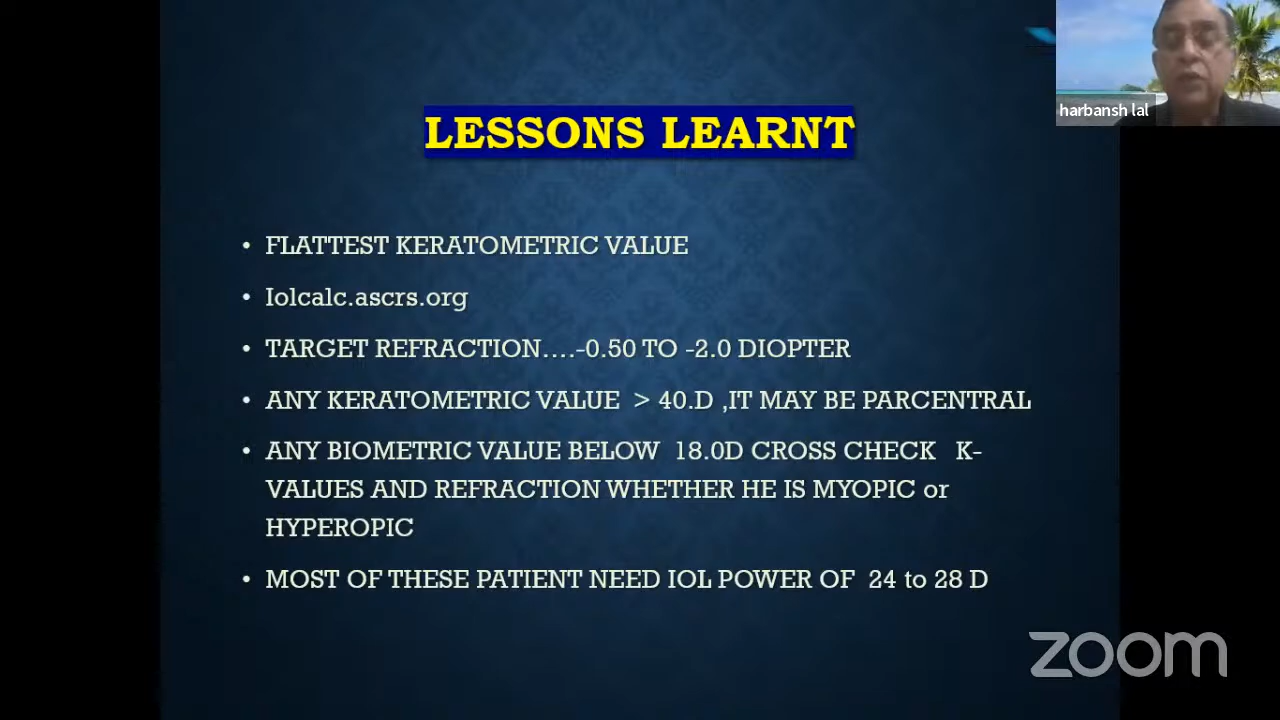 harbansh lal
LESSONS LEARNT
• FLATTEST KERATOMETRIC VALUE
• Iolcalc.ascrs.org
• TARGET REFRACTION....-0.50 TO -2.0 DIOPTER
• ANY KERATOMETRIC VALUE > 40.D ,IT MAY BE PARCENTRAL
• ANY BIOMETRIC VALUE BELOW 18.0D CROSS CHECK K-
VALUES AND REFRACTION WHETHER HE IS MYOPIC or
HYPEROPIC
• MOST OF THESE PATIENT NEED IOL POWER OF 24 to 28 D
zoom